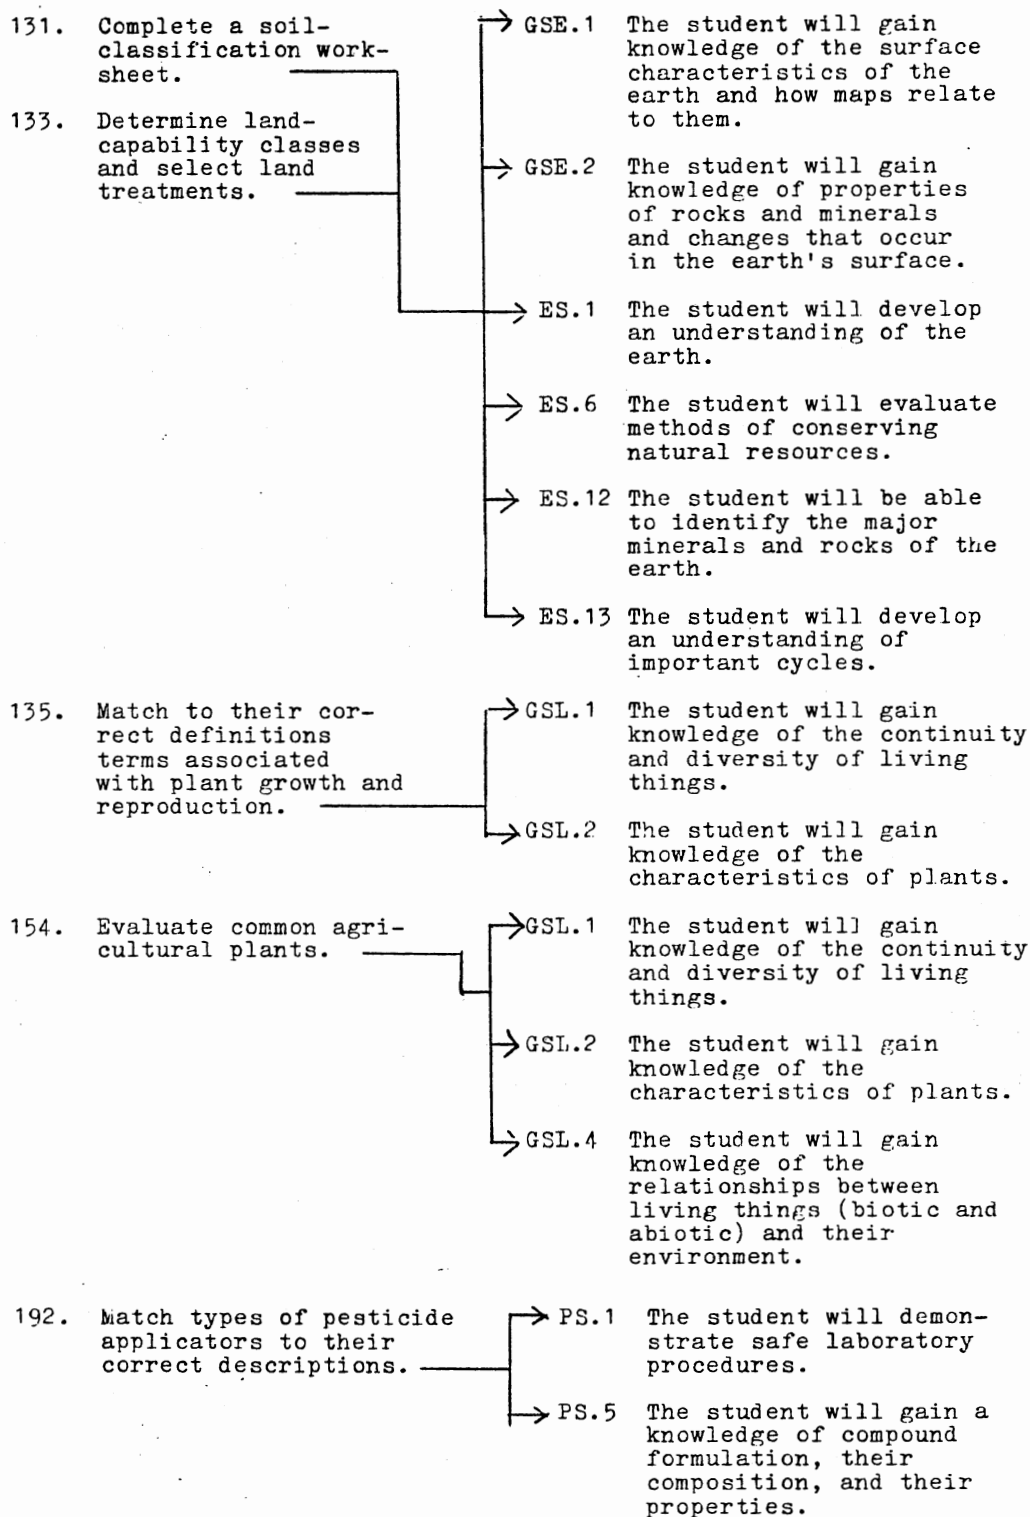 131. Complete a soil-
classification work-
sheet.
133. Determine land-
capability classes
and select land
treatments.
GSE.1 The student will gain
knowledge of the surface
characteristics of the
earth and how maps relate
to them.
GSE.2 The student will gain
knowledge of properties
of rocks and minerals
and changes that occur
in the earth's surface.
ES.1 The student will develop
an understanding of the
earth.
ES.6 The student will evaluate
methods of conserving
natural resources.
ES.12 The student will be able
to identify the major
minerals and rocks of the
earth.
ES.13 The student will develop
an understanding of
important cycles.
135. Match to their cor-
rect definitions
terms associated
with plant growth and
reproduction.
GSL.1 The student will gain
knowledge of the continuity
and diversity of living
things.
GSL.2 The student will gain
knowledge of the
characteristics of plants.
154. Evaluate common agri-
cultural plants.
GSL.1 The student will gain
knowledge of the continuity
and diversity of living
things.
GSL.2 The student will gain
knowledge of the
characteristics of plants.
GSL.4 The student will gain
knowledge of the
relationships between
living things (biotic and
abiotic) and their
environment.
192. Match types of pesticide
applicators to their
correct descriptions.
PS.1 The student will demon-
strate safe laboratory
procedures.
PS.5 The student will gain a
knowledge of compound
formulation, their
composition, and their
properties.